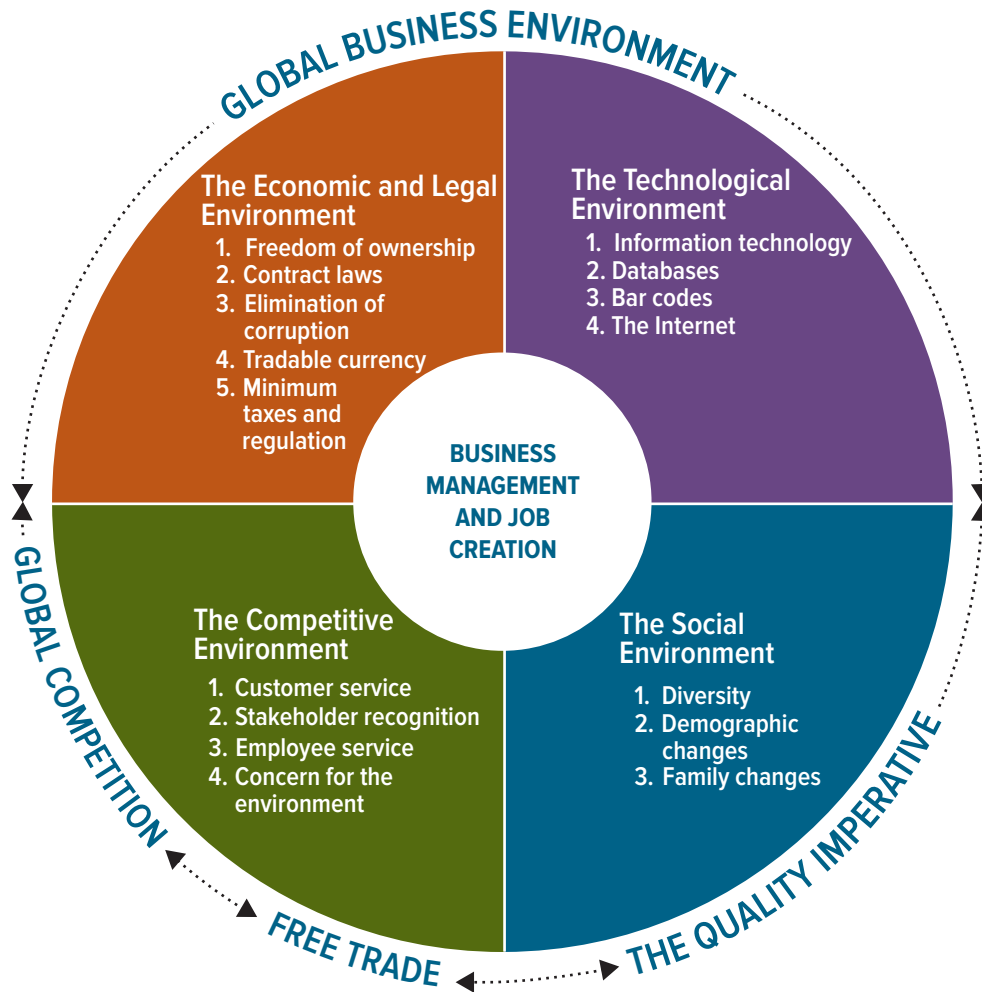 GLOBAL BUSINESS ENVIRONMENT
The Economic and Legal
Environment
1. Freedom of ownership
2. Contract laws
3. Elimination of
corruption
4. Tradable currency
5. Minimum
taxes and
regulation
The Technological
Environment
1. Information technology
2. Databases
3. Bar codes
4. The Internet
BUSINESS
MANAGEMENT
AND JOB
CREATION
The Competitive
Environment
1. Customer service
2. Stakeholder recognition
3. Employee service
4. Concern for the
environment
The Social
Environment
1. Diversity
2. Demographic
changes
3. Family changes
GLOBAL COMPETITION
FREE TRADE
THE QUALITY IMPERATIVE